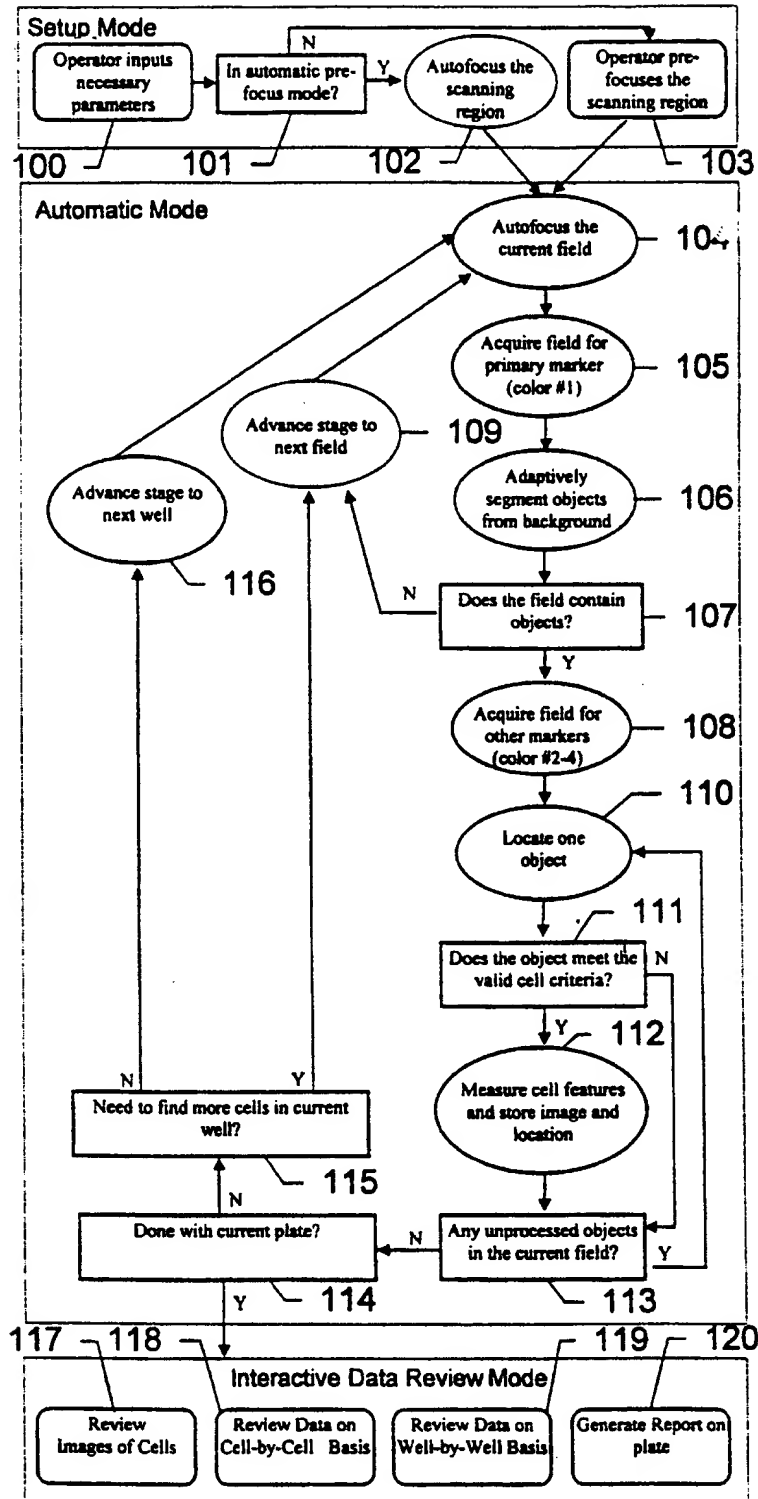 Setup Mode
N
Operator inputs
necessary
parameters
In automatic pre-
focus mode?
Y
Autofocus the
scanning
region
Operator pre-
focuses the
scanning region
100
101
102
103
Automatic Mode
Autofocus the
current field
104
Acquire field for
primary marker
(color #1)
105
Advance stage to
next field
109
Adaptively
segment objects
from background
106
Advance stage to
next well
116
N
Does the field contain
objects?
107
Y
Acquire field for
other markers
(color #2-4)
108
110
Locate one
object
111
Does the object meet the
valid cell criteria?
N
Y
112
Measure cell features
and store image and
location
N
Y
Need to find more cells in current
well?
115
N
Done with current plate?
N
Any unprocessed objects
in the current field?
Y
114
113
Y
117
118
119
120
Interactive Data Review Mode
Review
Images of Cells
Review Data on
Cell-by-Cell Basis
Review Data on
Well-by-Well Basis
Generate Report on
plate